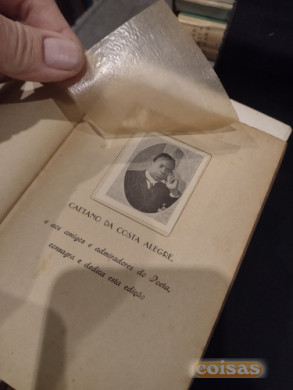 CAETANO DA COSTA ALEGRE,
e aos amigos e admiradores do Poeta,
consagra e dedica esta edição
coisas